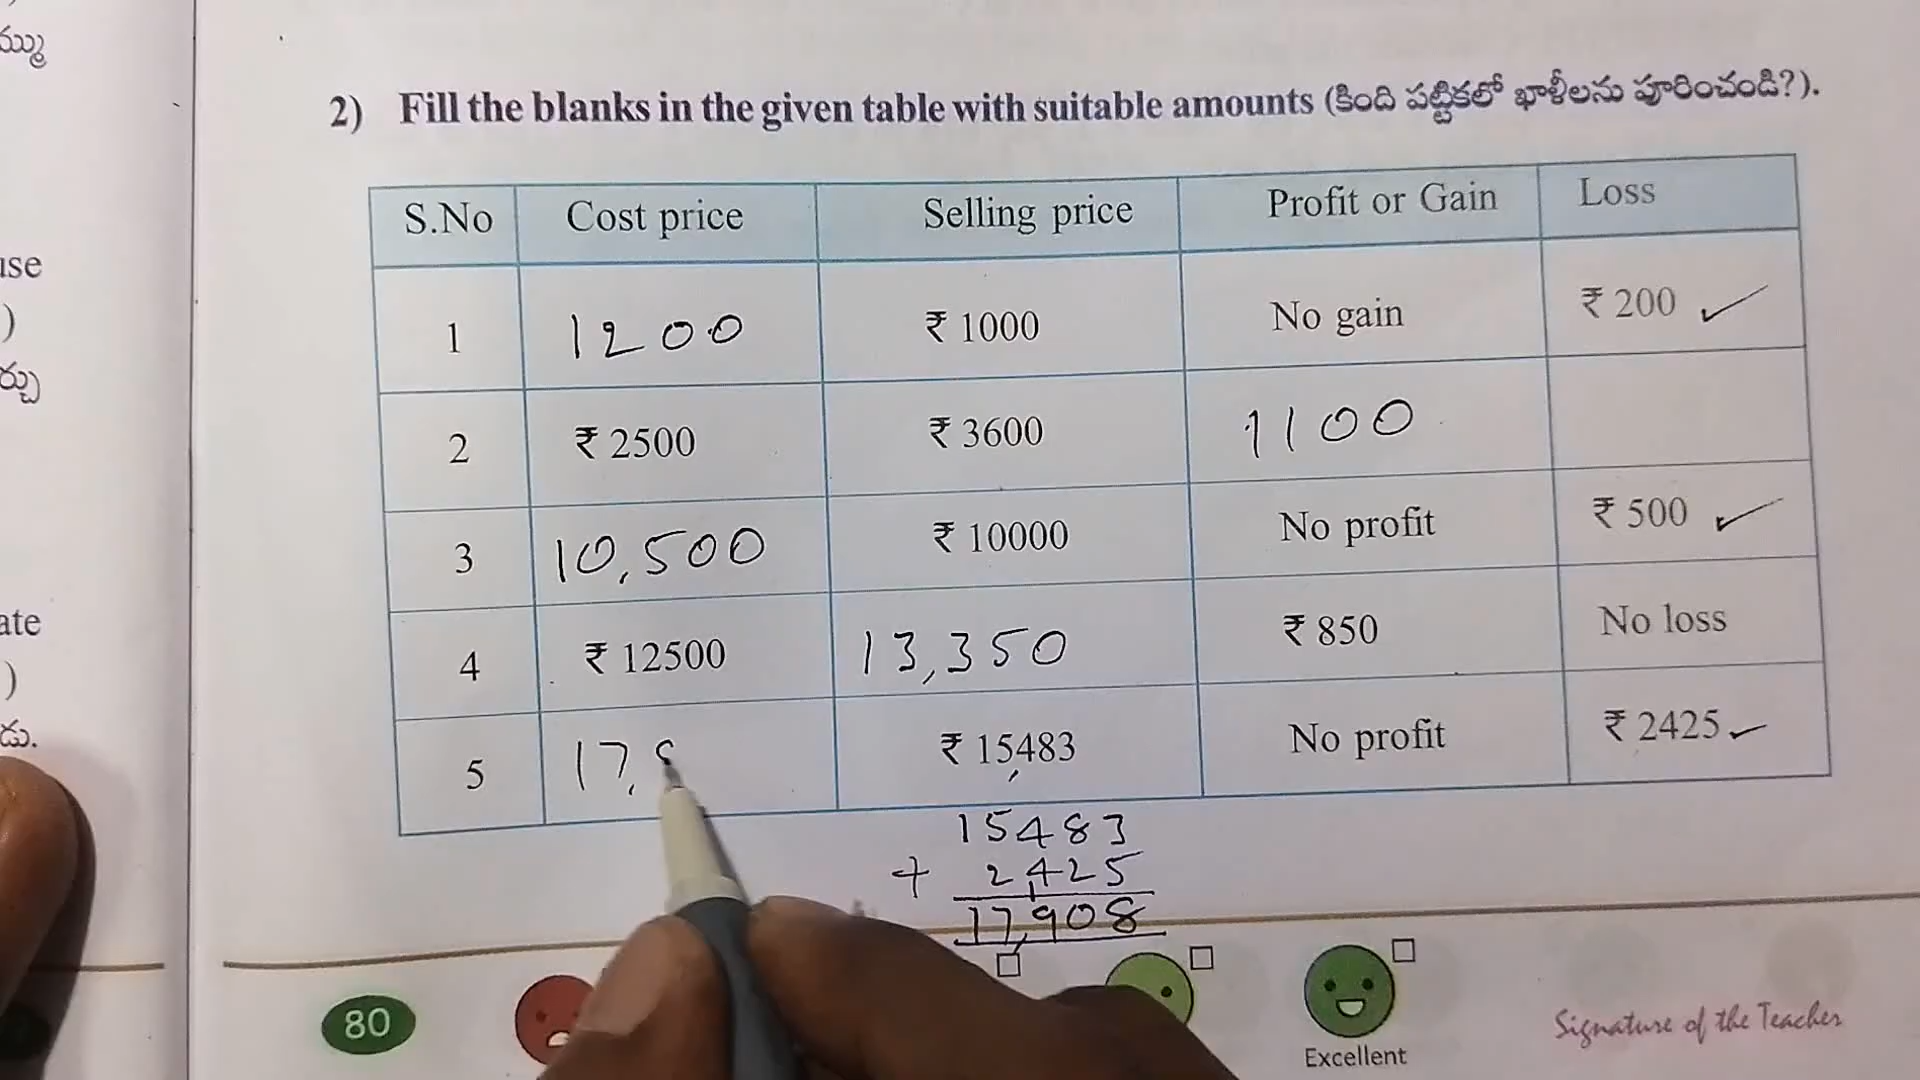 మ్ము
use
)
ర్చు
ate
)
డు.
2) Fill the blanks in the given table with suitable amounts (కింది పట్టికలో ఖాళీలను పూరించండి?).
S.No Cost price Selling price Profit or Gain Loss
1 1200 ₹ 1000 No gain ₹ 200 ✓
2 ₹ 2500 ₹ 3600 1100
3 10,500 ₹ 10000 No profit ₹ 500 ✓
4 ₹ 12500 13,350 ₹ 850 No loss
5 17,9 ₹ 15483 No profit ₹ 2425 ✓
15483
+ 2425
17,908
80
Excellent
Signature of the Teacher